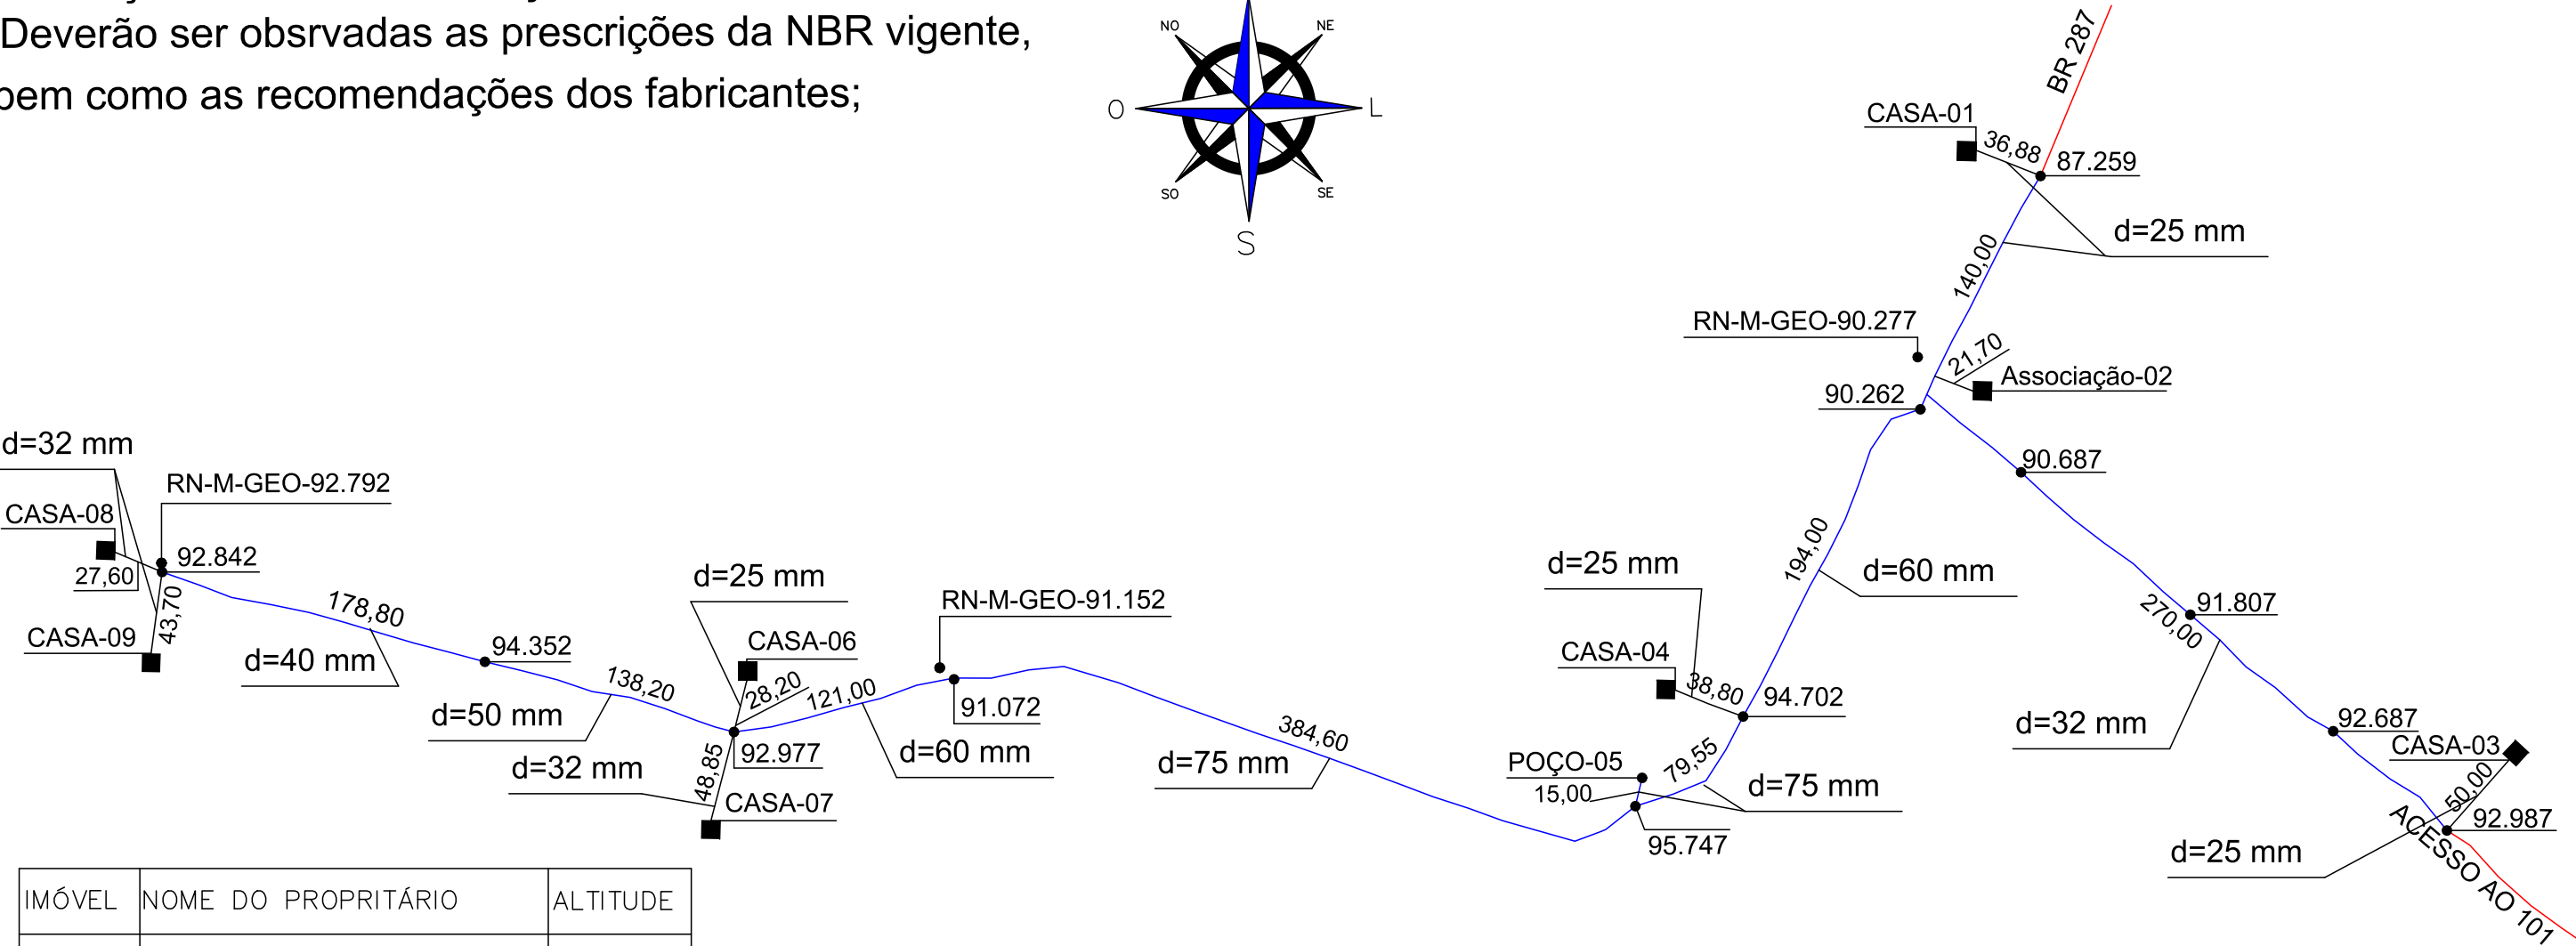 Deverão ser obsrvadas as prescrições da NBR vigente,
bem como as recomendações dos fabricantes;
NO
NE
O
L
SO
SE
S
BR 287
CASA-01
36,88
87.259
d=25 mm
140,00
RN-M-GEO-90.277
21,70
Associação-02
90.262
90.687
d=32 mm
RN-M-GEO-92.792
CASA-08
92.842
27,60
43,70
CASA-09
178,80
d=40 mm
94.352
138,20
d=50 mm
d=25 mm
CASA-06
28,20
121,00
RN-M-GEO-91.152
91.072
92.977
d=60 mm
d=32 mm
48,85
CASA-07
384,60
d=75 mm
194,00
d=60 mm
d=25 mm
CASA-04
38,80
94.702
POÇO-05
15,00
79,55
d=75 mm
95.747
91.807
270,00
d=32 mm
92.687
CASA-03
50,00
92.987
d=25 mm
ACESSO AO 101
IMÓVEL NOME DO PROPRITÁRIO ALTITUDE